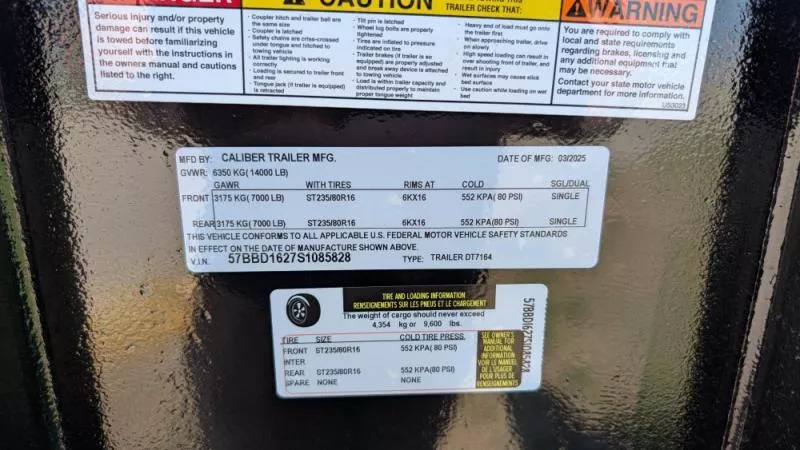 CAUTION
WARNING
TRAILER CHECK THAT:
Serious injury and/or property
damage can result if this vehicle
is towed before familiarizing
yourself with the instructions in
the owners manual and cautions
listed to the right.
• Coupler hitch and trailer ball are
the same size
• Coupler is latched
• Safety chains are criss-crossed
under tongue and hitched to
towing vehicle
• All trailer lighting is working
correctly
• Loading is secured to trailer front
and rear
• Tongue jack (if trailer is equipped)
is retracted
• Tilt pin is latched
• Wheel lug bolts are properly
tightened
• Tires are inflated to pressure
indicated on tire
• Trailer brakes (if trailer is so
equipped) are properly adjusted
and break away device is attached
to towing vehicle
• Load is within trailer capacity and
distributed properly to maintain
proper tongue weight
• Heavy end of load must go onto
the trailer first
• When approaching trailer, drive
on slowly
• High speed loading can result in
over shooting front of trailer, and
result in injury
• Wet surfaces may cause slick
bed surface
• Use caution while loading on wet
bed
You are required to comply with
local and state requirements
regarding brakes, licensing and
any additional equipment that
may be necessary.
Contact your state motor vehicle
department for more information.
US3023
MFD BY: CALIBER TRAILER MFG. DATE OF MFG: 03/2025
GVWR: 6350 KG( 14000 LB)
GAWR WITH TIRES RIMS AT COLD SGL/DUAL
FRONT 3175 KG( 7000 LB) ST235/80R16 6KX16 552 KPA( 80 PSI) SINGLE
REAR 3175 KG( 7000 LB) ST235/80R16 6KX16 552 KPA(80 PSI) SINGLE
THIS VEHICLE CONFORMS TO ALL APPLICABLE U.S. FEDERAL MOTOR VEHICLE SAFETY STANDARDS
IN EFFECT ON THE DATE OF MANUFACTURE SHOWN ABOVE.
V.I.N. 57BBD1627S1085828 TYPE: TRAILER DT7164
TIRE AND LOADING INFORMATION
RENSEIGNEMENTS SUR LES PNEUS ET LE CHARGEMENT
The weight of cargo should never exceed
4,354 kg or 9,600 lbs.
TIRE SIZE COLD TIRE PRESS.
FRONT ST235/80R16 552 KPA( 80 PSI)
INTER
REAR ST235/80R16 552 KPA(80 PSI)
SPARE NONE NONE
SEE OWNER'S
MANUAL FOR
ADDITIONAL
INFORMATION
VOIR LE MANUEL
DE L'USAGER
POUR PLUS DE
RENSEIGNEMENTS
57BBD1627S1085828